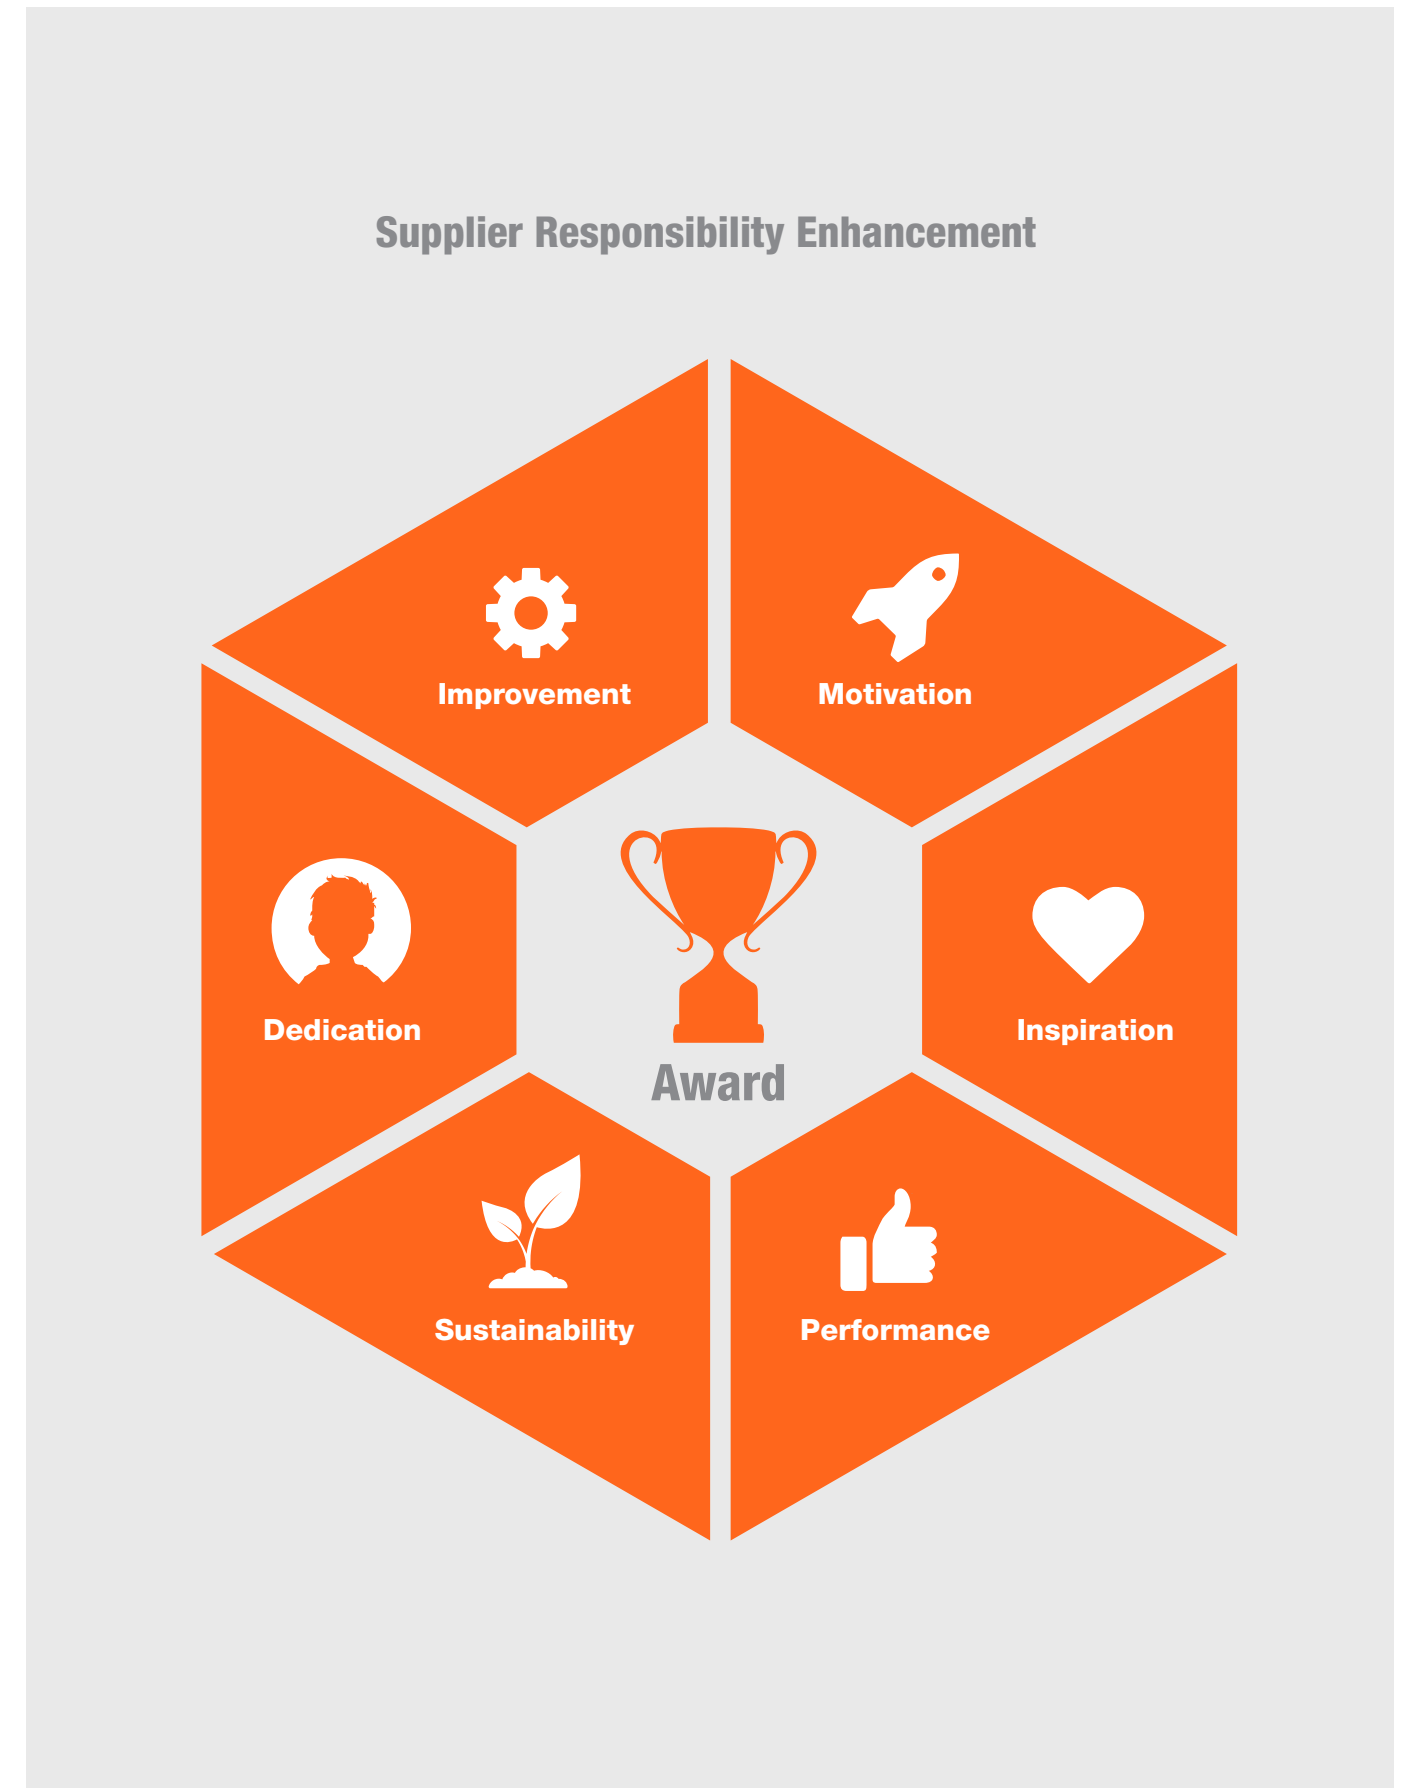 Supplier Responsibility Enhancement
Improvement
Motivation
Dedication
Inspiration
Award
Sustainability
Performance